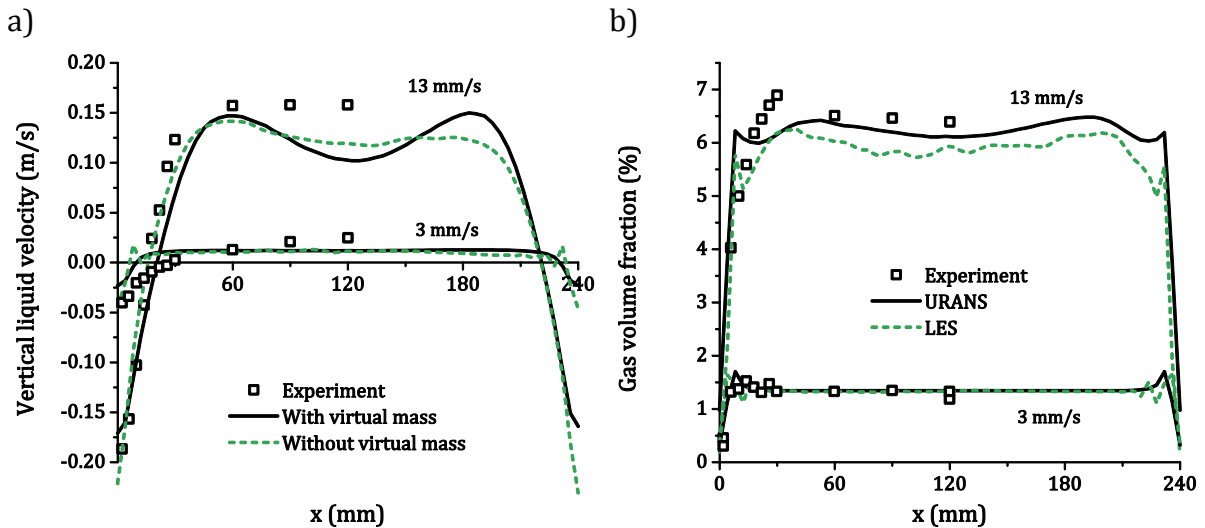 a)
Vertical liquid velocity (m/s)
0.20
0.15
0.10
0.05
0.00
-0.05
-0.10
-0.15
-0.20
60
120
180
240
x (mm)
13 mm/s
3 mm/s
Experiment
With virtual mass
Without virtual mass
b)
Gas volume fraction (%)
7
6
5
4
3
2
1
0
0
60
120
180
240
x (mm)
13 mm/s
Experiment
URANS
LES
3 mm/s